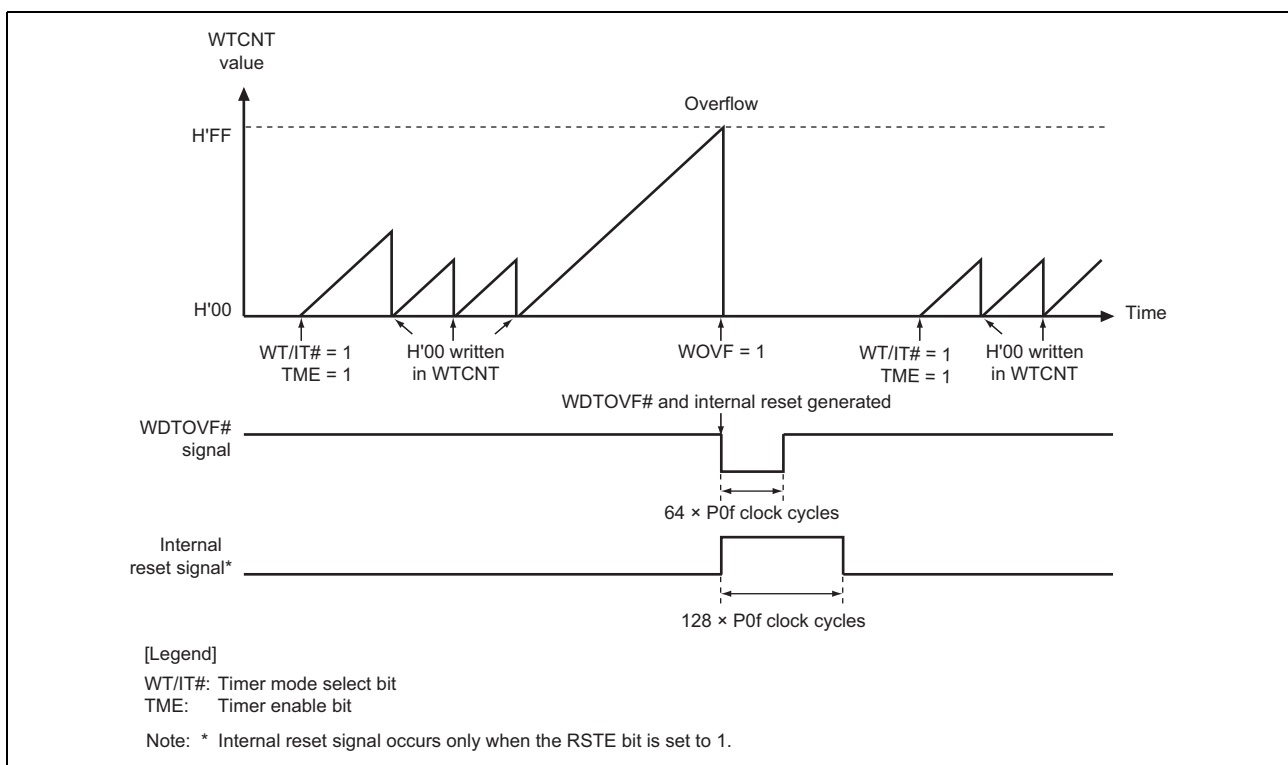 WTCNT
value
Overflow
H'FF
H'00
Time
WT/IT# = 1
TME = 1
H'00 written
in WTCNT
WOVF = 1
WT/IT# = 1
TME = 1
H'00 written
in WTCNT
WDTOVF# and internal reset generated
WDTOVF#
signal
64 × P0f clock cycles
Internal
reset signal*
128 × P0f clock cycles
[Legend]
WT/IT#: Timer mode select bit
TME: Timer enable bit
Note: * Internal reset signal occurs only when the RSTE bit is set to 1.